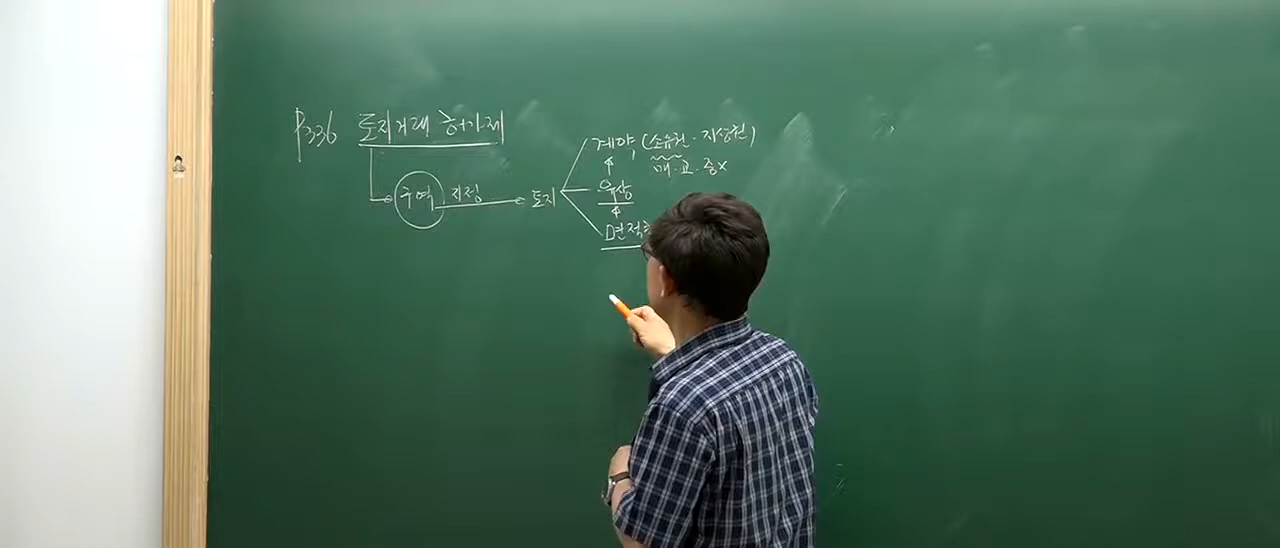 P336 토지거래 허가제
계약 (소유권 · 지상권)
매 · 교 · 증x
구역 지정 토지
유상
면적